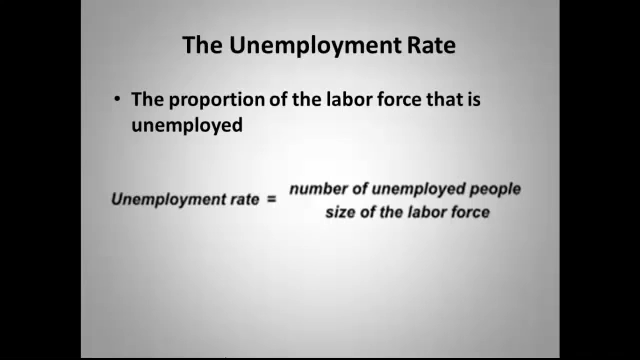 The Unemployment Rate
• The proportion of the labor force that is
unemployed
Unemployment rate = number of unemployed people
size of the labor force